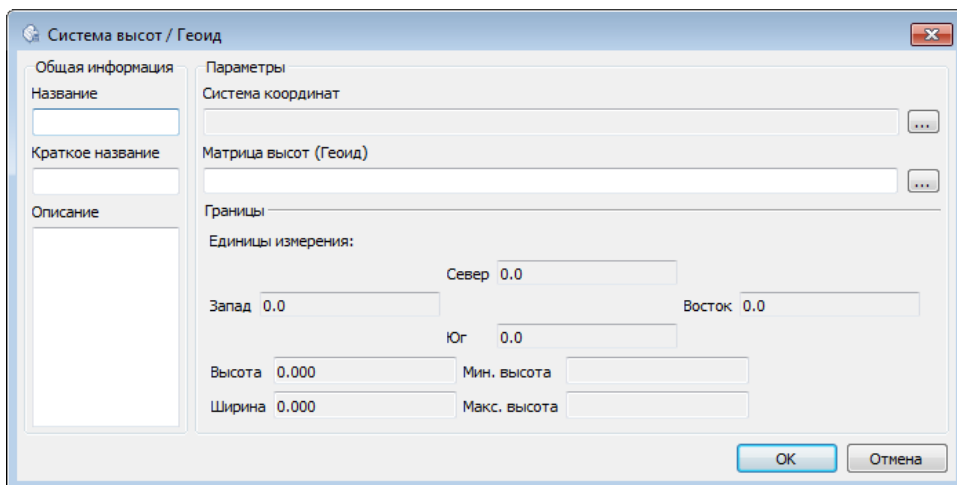 Система высот / Геоид
Общая информация
Название
Краткое название
Описание
Параметры
Система координат
...
Матрица высот (Геоид)
...
Границы
Единицы измерения:
Север 0.0
Запад 0.0 Восток 0.0
Юг 0.0
Высота 0.000 Мин. высота
Ширина 0.000 Макс. высота
OK Отмена